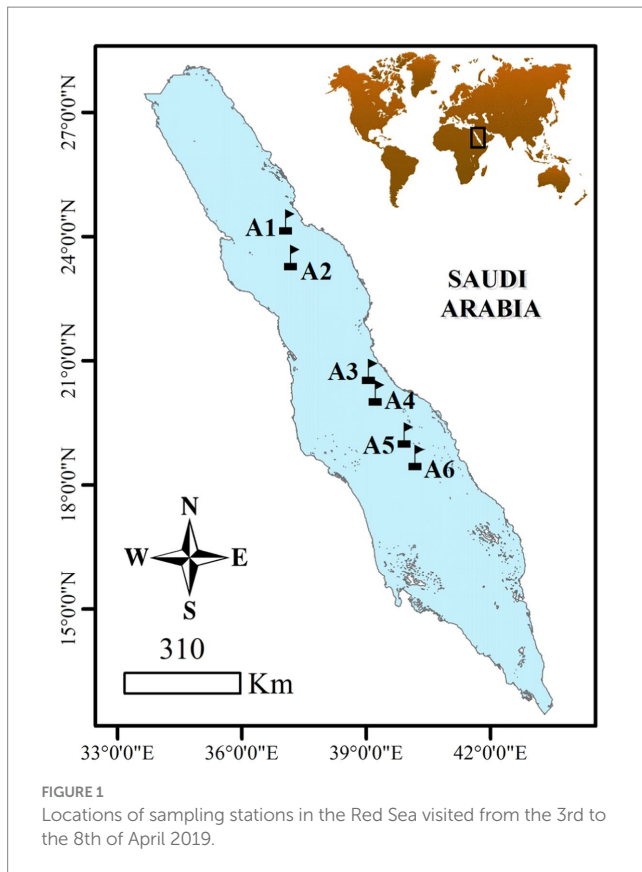 27°0'0"N
24°0'0"N
21°0'0"N
18°0'0"N
15°0'0"N
A1
A2
SAUDI
ARABIA
A3
A4
A5
A6
N
W
E
S
310
Km
33°0'0"E
36°0'0"E
39°0'0"E
42°0'0"E
FIGURE 1
Locations of sampling stations in the Red Sea visited from the 3rd to
the 8th of April 2019.